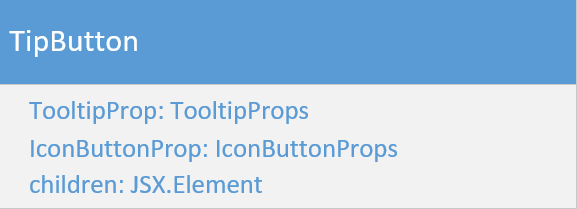 TipButton
TooltipProp: TooltipProps
IconButtonProp: IconButtonProps
children: JSX.Element